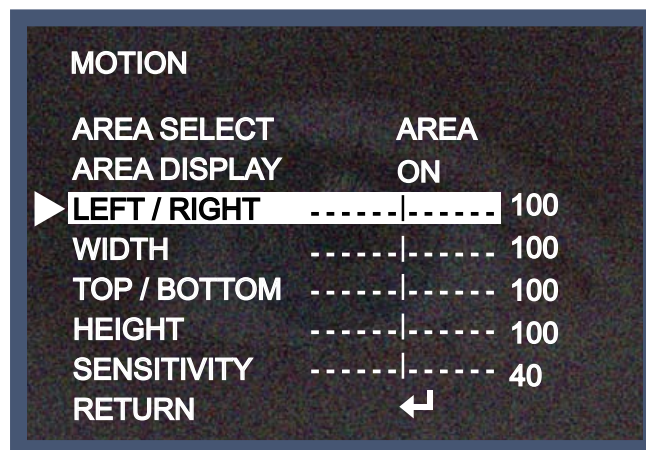 MOTION
AREA SELECT AREA
AREA DISPLAY ON
LEFT / RIGHT ------|------ 100
WIDTH ------|------ 100
TOP / BOTTOM ------|------ 100
HEIGHT ------|------ 100
SENSITIVITY ------|------ 40
RETURN ↵